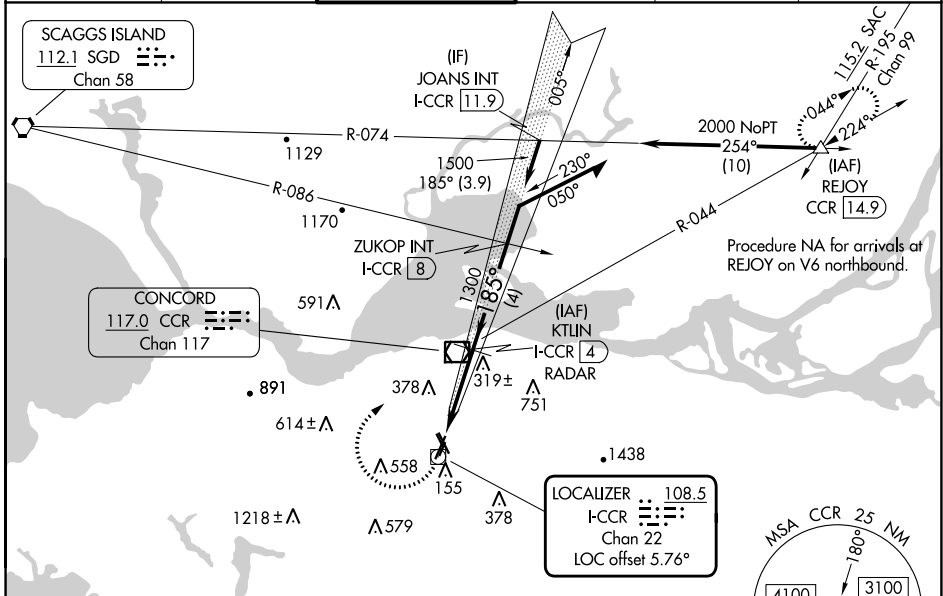 SCAGGS ISLAND
112.1 SGD
Chan 58
(IF)
JOANS INT
I-CCR 11.9
005°
115.2 SAC
R-195
Chan 99
044°
224°
R-074
2000 NoPT
254°
(10)
(IAF)
REJOY
CCR 14.9
1129
1500
185° (3.9)
230°
050°
R-086
1170
R-044
ZUKOP INT
I-CCR 8
Procedure NA for arrivals at
REJOY on V6 northbound.
1300
185°
(4)
CONCORD
117.0 CCR
Chan 117
591
(IAF)
KTLIN
I-CCR 4
RADAR
891
378
319±
751
614±
558
155
1438
378
1218±
579
LOCALIZER 108.5
I-CCR
Chan 22
LOC offset 5.76°
MSA CCR 25 NM
180°
4100
3100